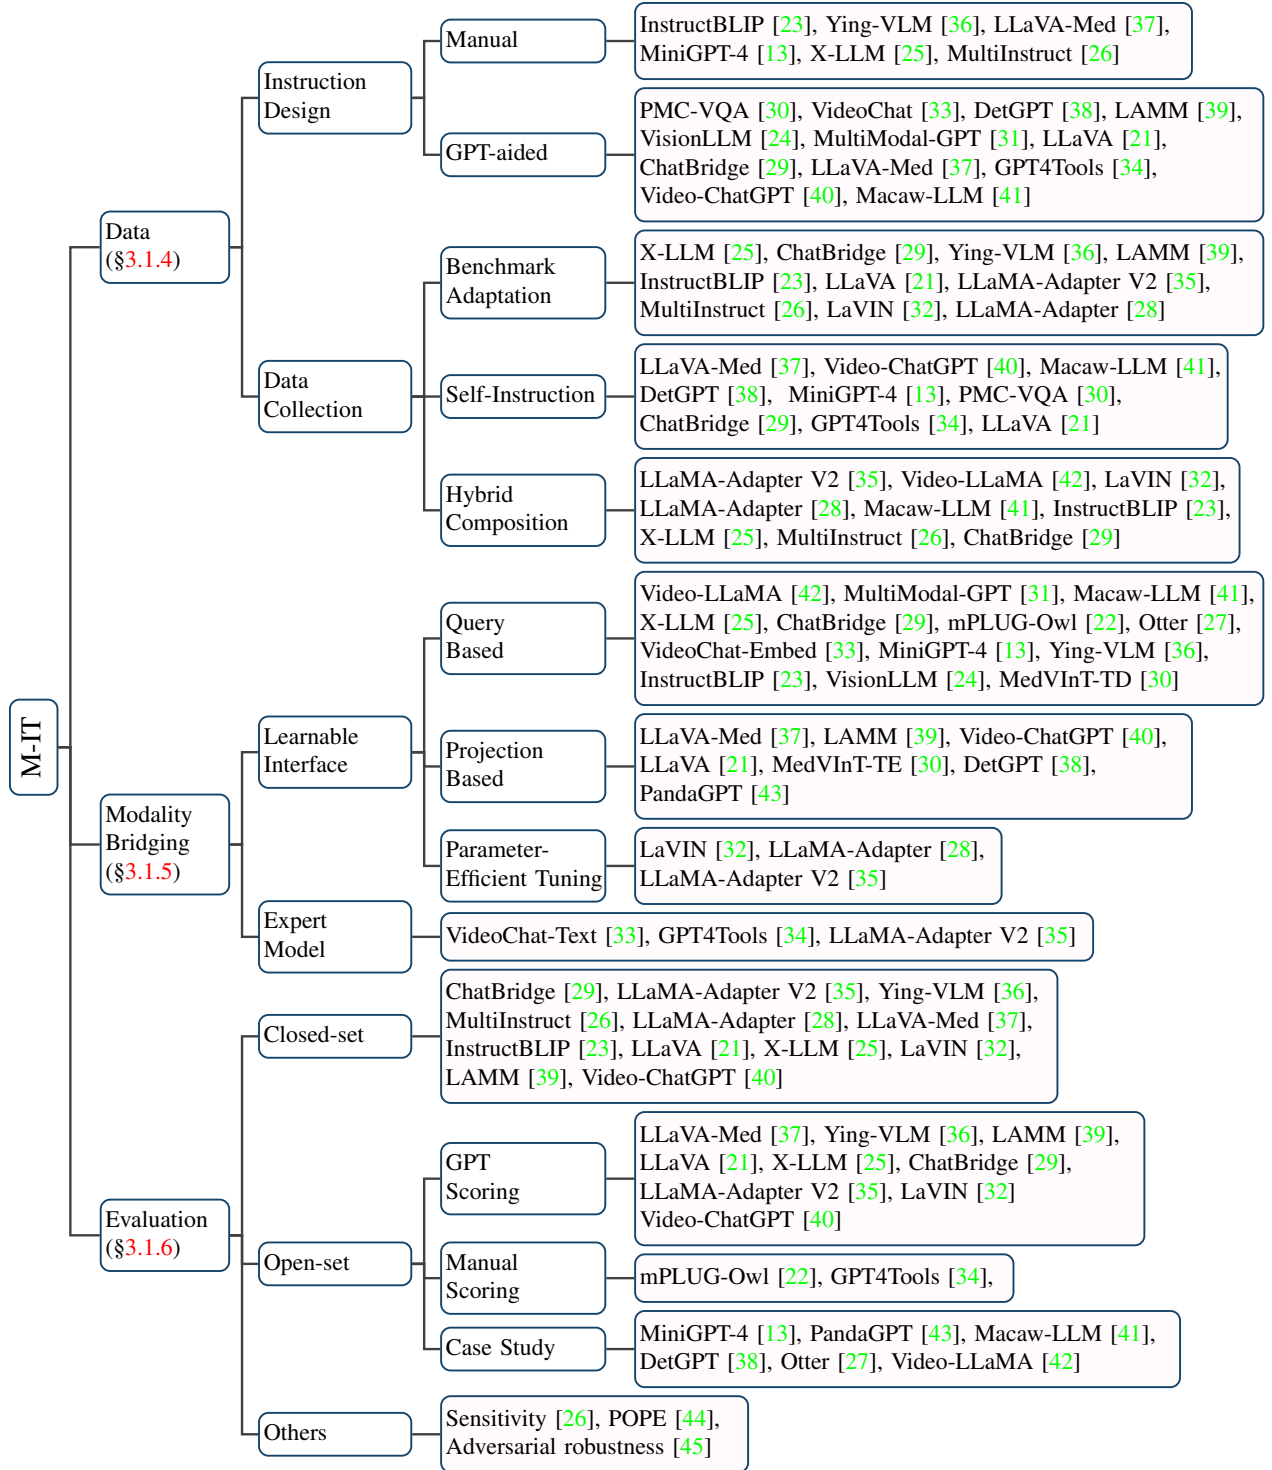 M-IT
Data
(§3.1.4)
Instruction
Design
Manual
InstructBLIP [23], Ying-VLM [36], LLaVA-Med [37],
MiniGPT-4 [13], X-LLM [25], MultiInstruct [26]
GPT-aided
PMC-VQA [30], VideoChat [33], DetGPT [38], LAMM [39],
VisionLLM [24], MultiModal-GPT [31], LLaVA [21],
ChatBridge [29], LLaVA-Med [37], GPT4Tools [34],
Video-ChatGPT [40], Macaw-LLM [41]
Data
Collection
Benchmark
Adaptation
X-LLM [25], ChatBridge [29], Ying-VLM [36], LAMM [39],
InstructBLIP [23], LLaVA [21], LLaMA-Adapter V2 [35],
MultiInstruct [26], LaVIN [32], LLaMA-Adapter [28]
Self-Instruction
LLaVA-Med [37], Video-ChatGPT [40], Macaw-LLM [41],
DetGPT [38], MiniGPT-4 [13], PMC-VQA [30],
ChatBridge [29], GPT4Tools [34], LLaVA [21]
Hybrid
Composition
LLaMA-Adapter V2 [35], Video-LLaMA [42], LaVIN [32],
LLaMA-Adapter [28], Macaw-LLM [41], InstructBLIP [23],
X-LLM [25], MultiInstruct [26], ChatBridge [29]
Modality
Bridging
(§3.1.5)
Learnable
Interface
Query
Based
Video-LLaMA [42], MultiModal-GPT [31], Macaw-LLM [41],
X-LLM [25], ChatBridge [29], mPLUG-Owl [22], Otter [27],
VideoChat-Embed [33], MiniGPT-4 [13], Ying-VLM [36],
InstructBLIP [23], VisionLLM [24], MedVInT-TD [30]
Projection
Based
LLaVA-Med [37], LAMM [39], Video-ChatGPT [40],
LLaVA [21], MedVInT-TE [30], DetGPT [38],
PandaGPT [43]
Parameter-
Efficient Tuning
LaVIN [32], LLaMA-Adapter [28],
LLaMA-Adapter V2 [35]
Expert
Model
VideoChat-Text [33], GPT4Tools [34], LLaMA-Adapter V2 [35]
Evaluation
(§3.1.6)
Closed-set
ChatBridge [29], LLaMA-Adapter V2 [35], Ying-VLM [36],
MultiInstruct [26], LLaMA-Adapter [28], LLaVA-Med [37],
InstructBLIP [23], LLaVA [21], X-LLM [25], LaVIN [32],
LAMM [39], Video-ChatGPT [40]
Open-set
GPT
Scoring
LLaVA-Med [37], Ying-VLM [36], LAMM [39],
LLaVA [21], X-LLM [25], ChatBridge [29],
LLaMA-Adapter V2 [35], LaVIN [32]
Video-ChatGPT [40]
Manual
Scoring
mPLUG-Owl [22], GPT4Tools [34],
Case Study
MiniGPT-4 [13], PandaGPT [43], Macaw-LLM [41],
DetGPT [38], Otter [27], Video-LLaMA [42]
Others
Sensitivity [26], POPE [44],
Adversarial robustness [45]